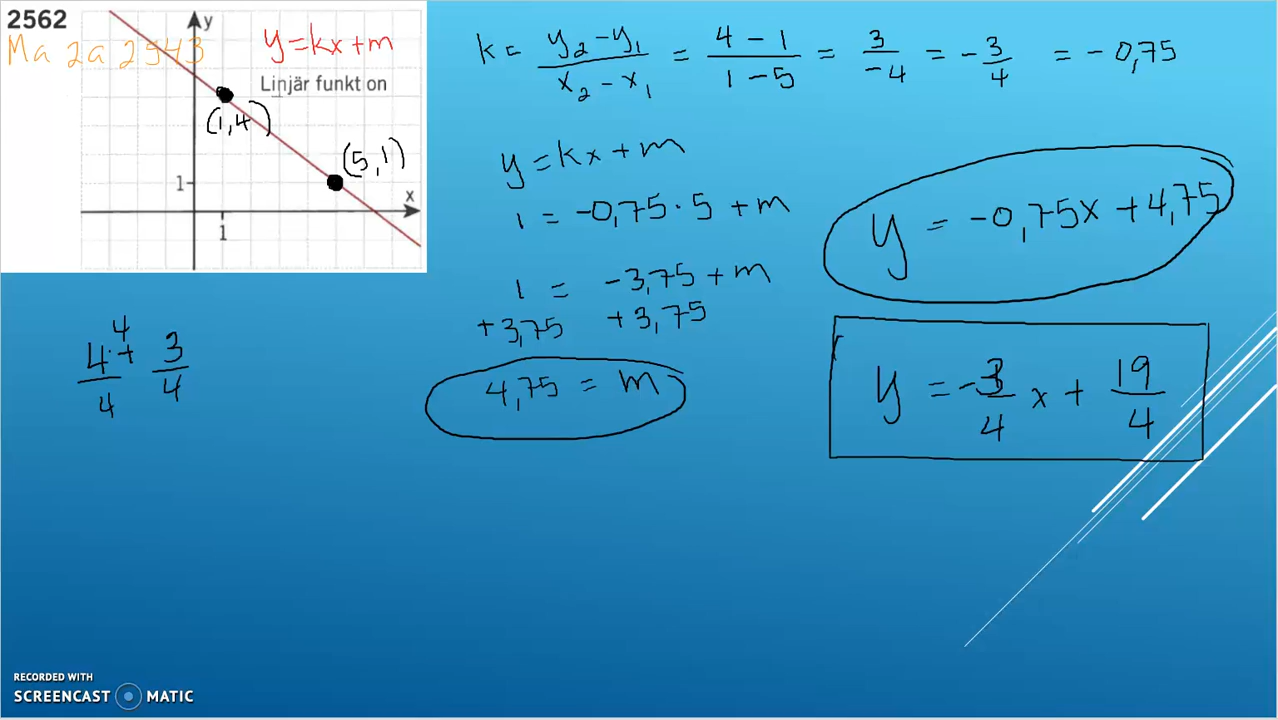 2562
Ma 2a 2543
y
y=kx+m
Linjär funkt on
(1,4)
(5,1)
1
x
1
k = (y₂-y₁)/(x₂-x₁) = (4-1)/(1-5) = 3/-4 = -3/4 = -0,75
y = kx + m
1 = -0,75·5 + m
1 = -3,75 + m
+3,75 +3,75
4,75 = m
y = -0,75x + 4,75
y = -3/4 x + 19/4
4·4/4 + 3/4
RECORDED WITH
SCREENCAST MATIC